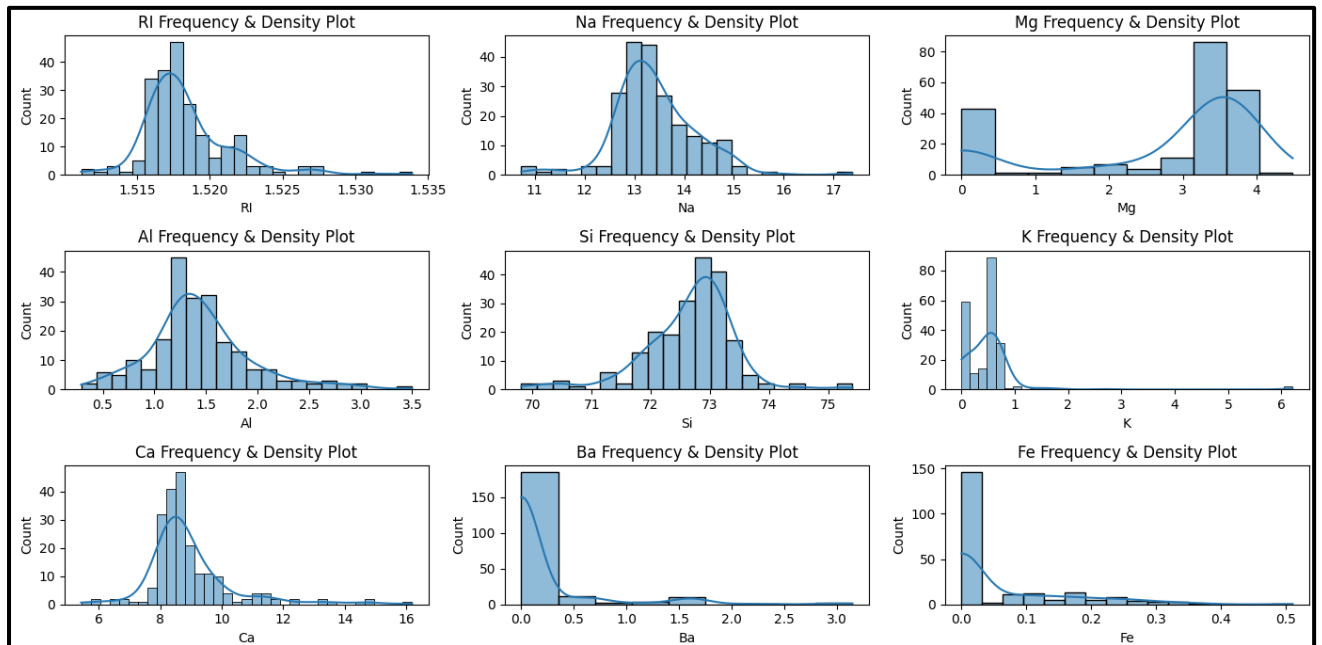 RI Frequency & Density Plot
Count
40
30
20
10
0
1.515 1.520 1.525 1.530 1.535
RI
Na Frequency & Density Plot
Count
40
30
20
10
0
11 12 13 14 15 16 17
Na
Mg Frequency & Density Plot
Count
80
60
40
20
0
0 1 2 3 4
Mg
Al Frequency & Density Plot
Count
40
30
20
10
0
0.5 1.0 1.5 2.0 2.5 3.0 3.5
Al
Si Frequency & Density Plot
Count
40
30
20
10
0
70 71 72 73 74 75
Si
K Frequency & Density Plot
Count
80
60
40
20
0
0 1 2 3 4 5 6
K
Ca Frequency & Density Plot
Count
40
30
20
10
0
6 8 10 12 14 16
Ca
Ba Frequency & Density Plot
Count
150
100
50
0
0.0 0.5 1.0 1.5 2.0 2.5 3.0
Ba
Fe Frequency & Density Plot
Count
150
100
50
0
0.0 0.1 0.2 0.3 0.4 0.5
Fe